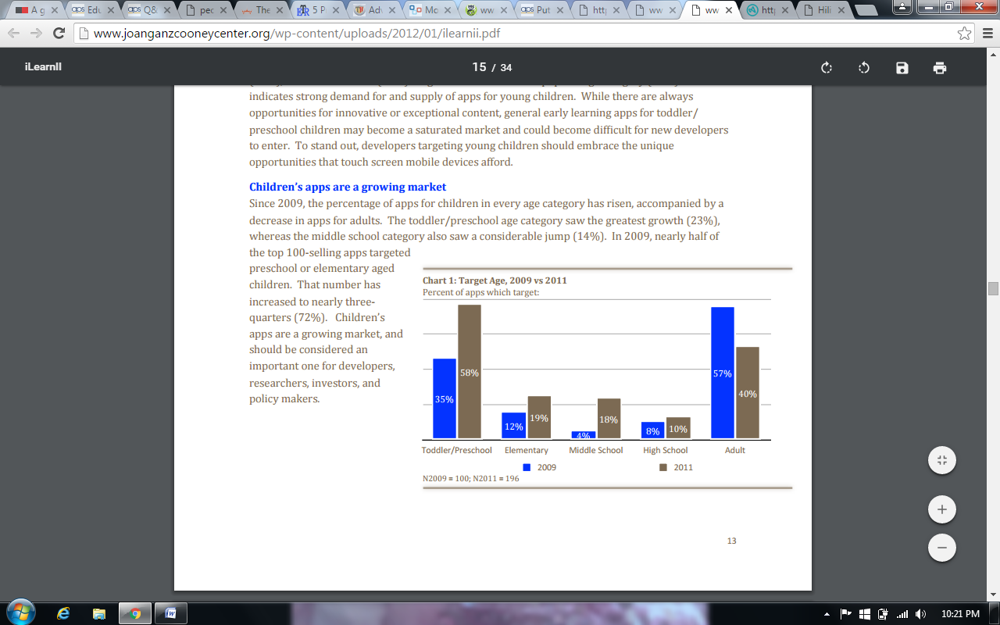 A g
aps Edu
aps Q&
pec
The
5 P
Adv
Mc
ww
aps Put
htt
ww
ww
htt
Hili
www.joanganzcooneycenter.org/wp-content/uploads/2012/01/ilearnii.pdf
iLearnII
15 / 34
indicates strong demand for and supply of apps for young children. While there are always
opportunities for innovative or exceptional content, general early learning apps for toddler/
preschool children may become a saturated market and could become difficult for new developers
to enter. To stand out, developers targeting young children should embrace the unique
opportunities that touch screen mobile devices afford.
Children's apps are a growing market
Since 2009, the percentage of apps for children in every age category has risen, accompanied by a
decrease in apps for adults. The toddler/preschool age category saw the greatest growth (23%),
whereas the middle school category also saw a considerable jump (14%). In 2009, nearly half of
the top 100-selling apps targeted
preschool or elementary aged
children. That number has
increased to nearly three-
quarters (72%). Children's
apps are a growing market, and
should be considered an
important one for developers,
researchers, investors, and
policy makers.
Chart 1: Target Age, 2009 vs 2011
Percent of apps which target:
35% 58% 12% 19% 4% 18% 8% 10% 57% 40%
Toddler/Preschool Elementary Middle School High School Adult
2009 2011
N2009 = 100; N2011 = 196
13
10:21 PM